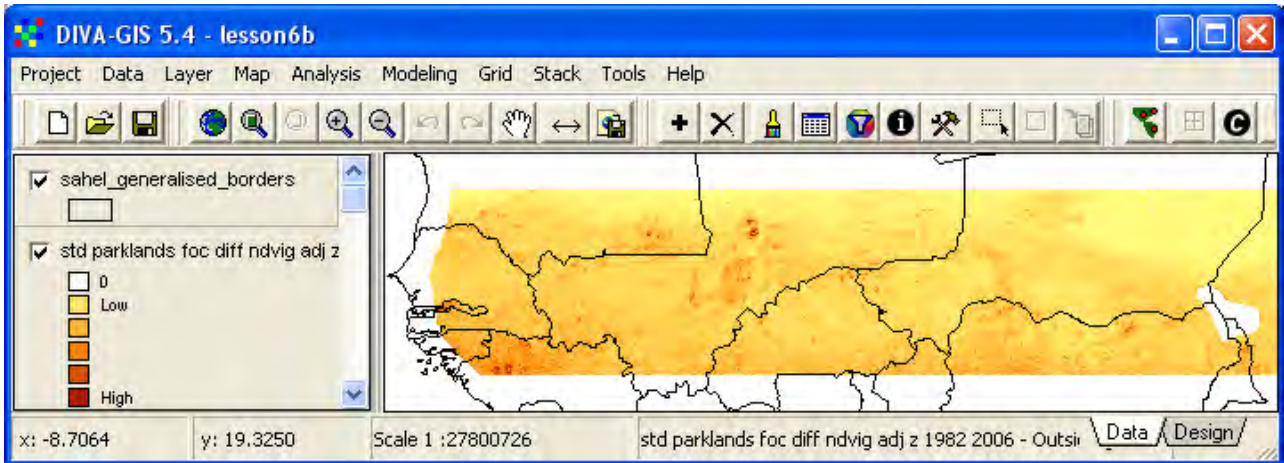 DIVA-GIS 5.4 - lesson6b
Project Data Layer Map Analysis Modeling Grid Stack Tools Help
sahel_generalised_borders
std parklands foc diff ndvig adj z
0
Low
High
x: -8.7064 y: 19.3250 Scale 1 :27800726 std parklands foc diff ndvig adj z 1982 2006 - Outsi Data Design